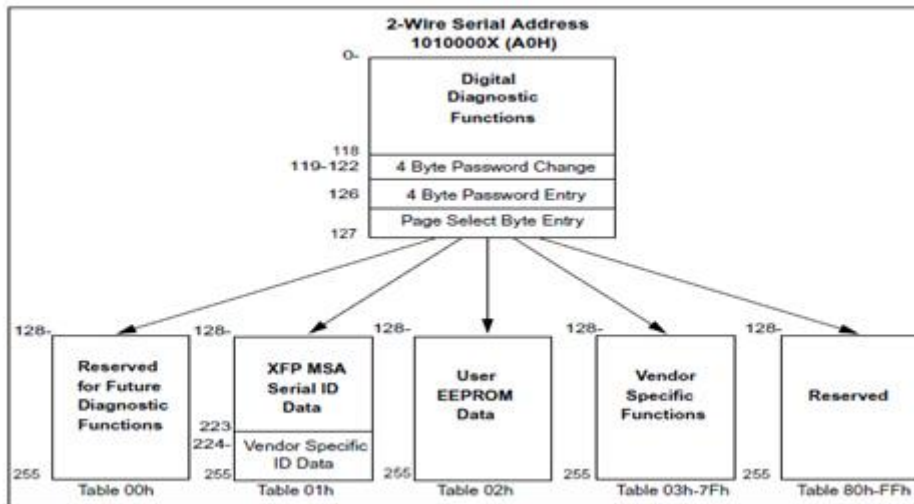 2-Wire Serial Address
1010000X (A0H)
0-
Digital
Diagnostic
Functions
118
119-122
4 Byte Password Change
126
4 Byte Password Entry
Page Select Byte Entry
127
128-
Reserved
for Future
Diagnostic
Functions
255
Table 00h
128-
XFP MSA
Serial ID
Data
223
224-
Vendor Specific
ID Data
255
Table 01h
128-
User
EEPROM
Data
255
Table 02h
128-
Vendor
Specific
Functions
255
Table 03h-7Fh
128-
Reserved
255
Table 80h-FFh